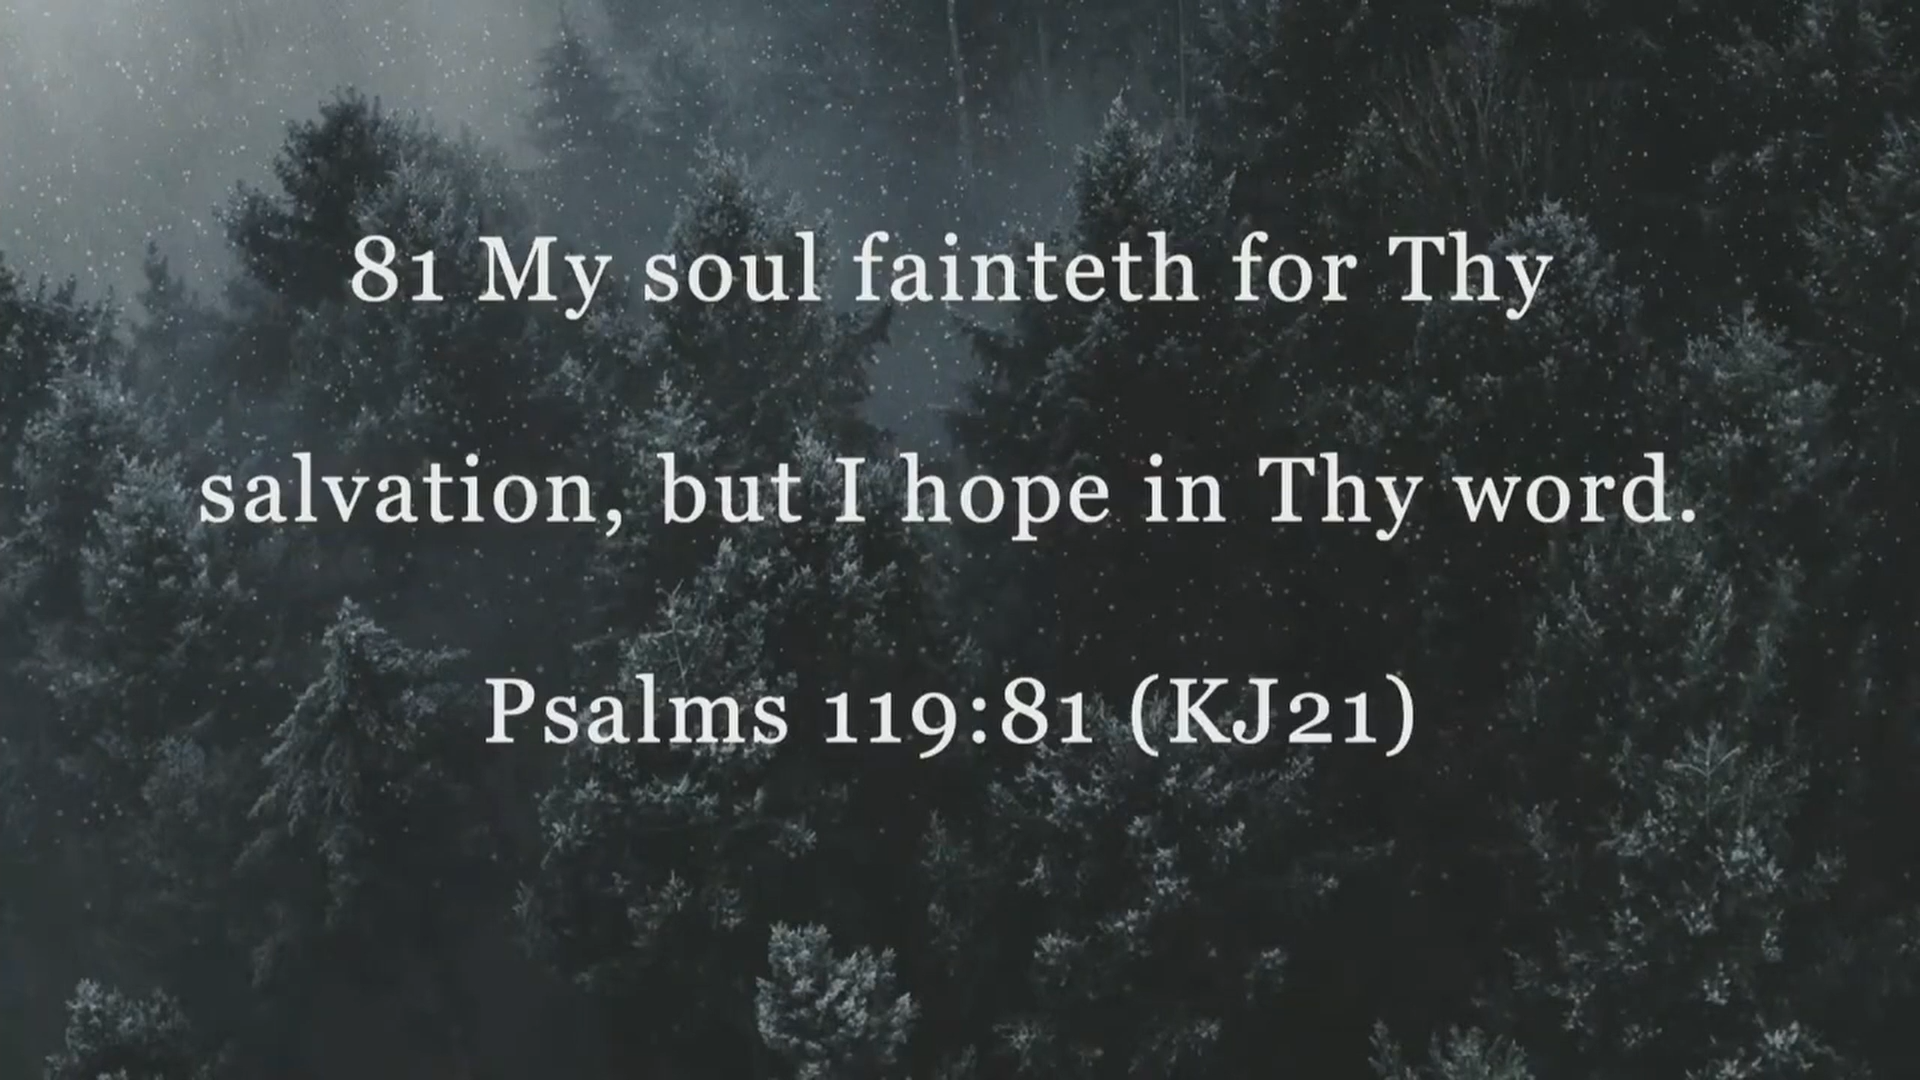 81 My soul fainteth for Thy
salvation, but I hope in Thy word.
Psalms 119:81 (KJ21)